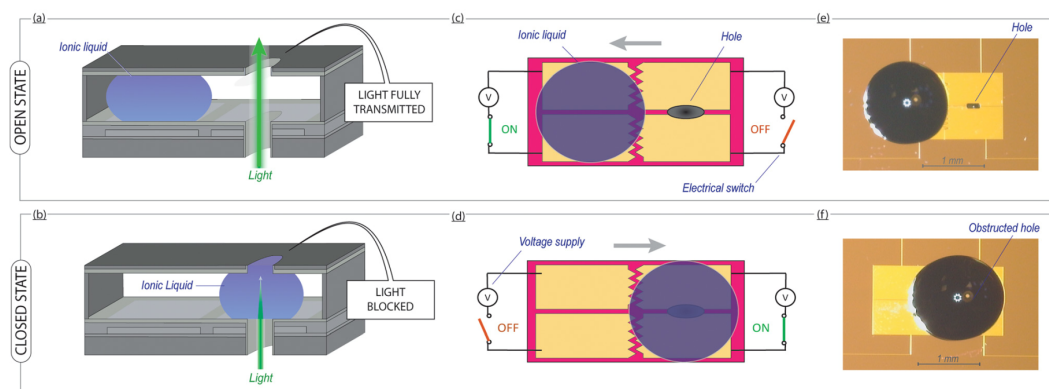 OPEN STATE
(a)
Ionic liquid
LIGHT FULLY
TRANSMITTED
Light
(c)
Ionic liquid
Hole
V
ON
OFF
V
Electrical switch
(e)
Hole
1 mm
CLOSED STATE
(b)
Ionic Liquid
LIGHT
BLOCKED
Light
(d)
Voltage supply
V
OFF
ON
V
(f)
Obstructed hole
1 mm